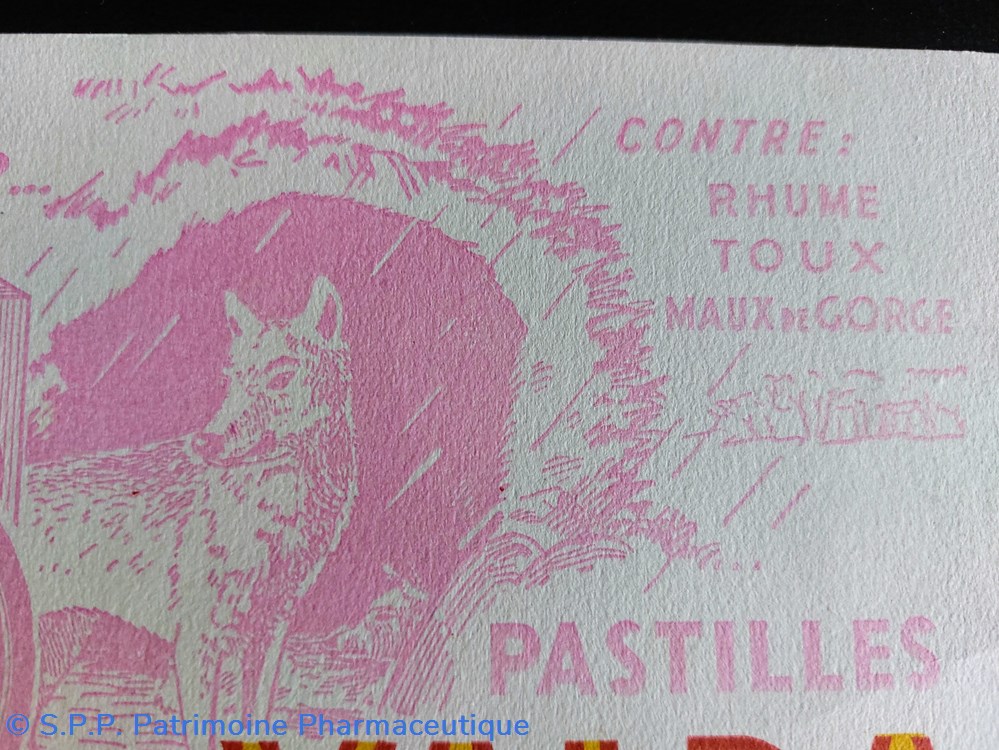 CONTRE :
RHUME
TOUX
MAUX DE GORGE
PASTILLES
© S.P.P. Patrimoine Pharmaceutique